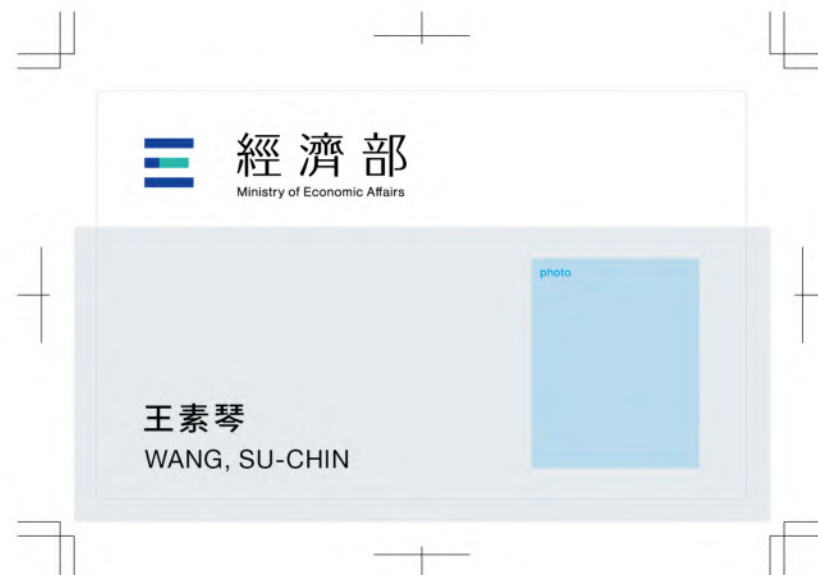 經濟部
Ministry of Economic Affairs
photo
王素琴
WANG, SU-CHIN